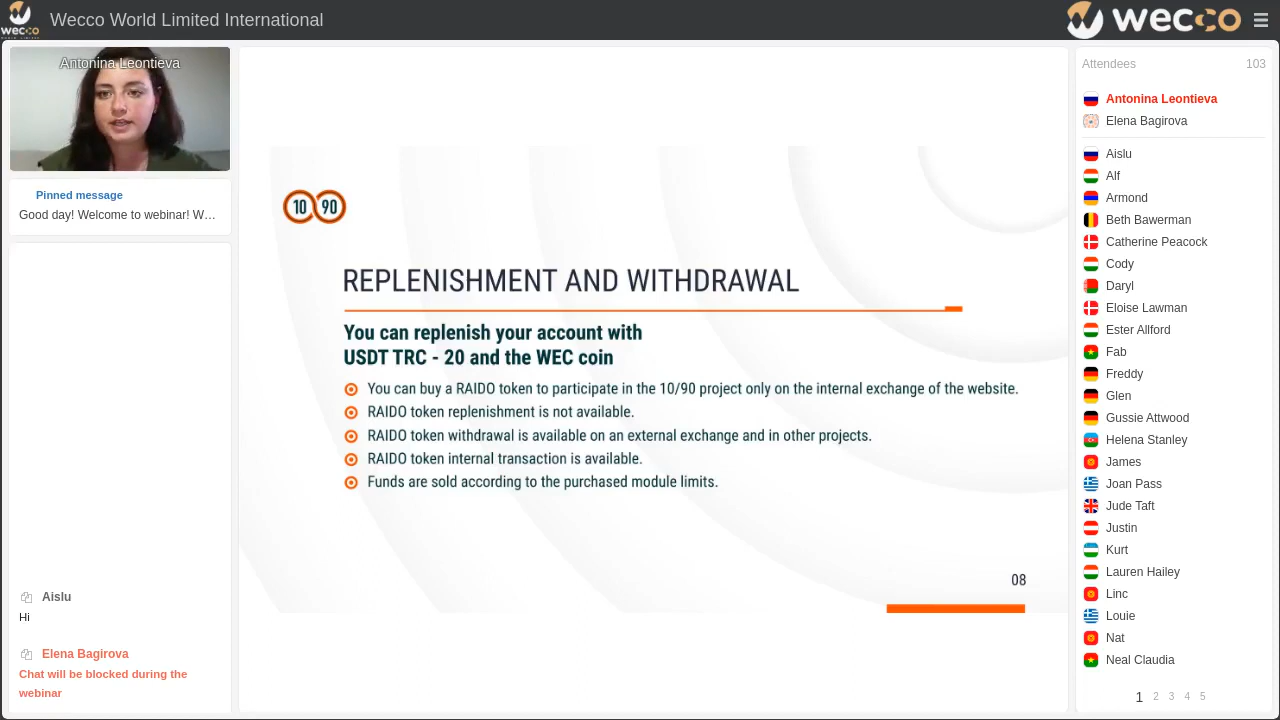 wecco
Wecco World Limited International
wecco
Antonina Leontieva
Pinned message
Good day! Welcome to webinar! W…
Aislu
Hi
Elena Bagirova
Chat will be blocked during the
webinar
10 90
REPLENISHMENT AND WITHDRAWAL
You can replenish your account with
USDT TRC - 20 and the WEC coin
You can buy a RAIDO token to participate in the 10/90 project only on the internal exchange of the website.
RAIDO token replenishment is not available.
RAIDO token withdrawal is available on an external exchange and in other projects.
RAIDO token internal transaction is available.
Funds are sold according to the purchased module limits.
08
Attendees 103
Antonina Leontieva
Elena Bagirova
Aislu
Alf
Armond
Beth Bawerman
Catherine Peacock
Cody
Daryl
Eloise Lawman
Ester Allford
Fab
Freddy
Glen
Gussie Attwood
Helena Stanley
James
Joan Pass
Jude Taft
Justin
Kurt
Lauren Hailey
Linc
Louie
Nat
Neal Claudia
1 2 3 4 5